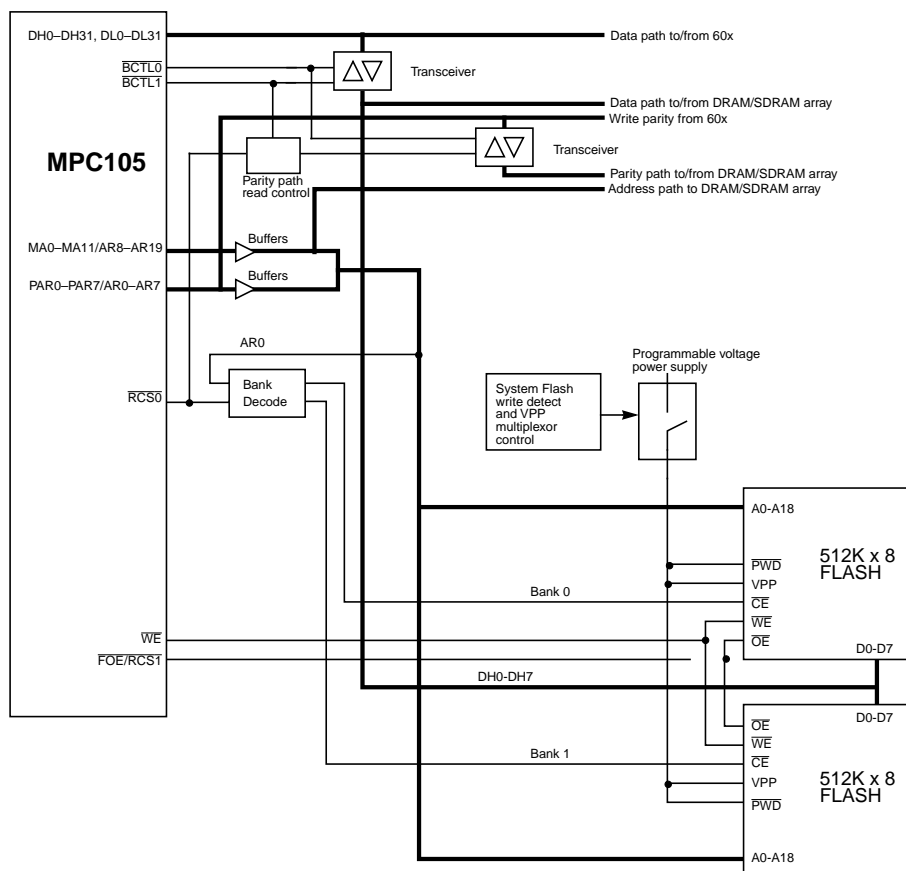 DH0–DH31, DL0–DL31
Data path to/from 60x
BCTL0
BCTL1
Transceiver
Data path to/from DRAM/SDRAM array
Write parity from 60x
MPC105
Transceiver
Parity path
read control
Parity path to/from DRAM/SDRAM array
Address path to DRAM/SDRAM array
MA0–MA11/AR8–AR19
Buffers
PAR0–PAR7/AR0–AR7
Buffers
AR0
Programmable voltage
power supply
Bank
Decode
RCS0
System Flash
write detect
and VPP
multiplexor
control
A0-A18
512K x 8
FLASH
PWD
VPP
Bank 0
CE
WE
OE
WE
D0-D7
FOE/RCS1
DH0-DH7
D0-D7
OE
WE
Bank 1
CE
VPP
512K x 8
FLASH
PWD
A0-A18